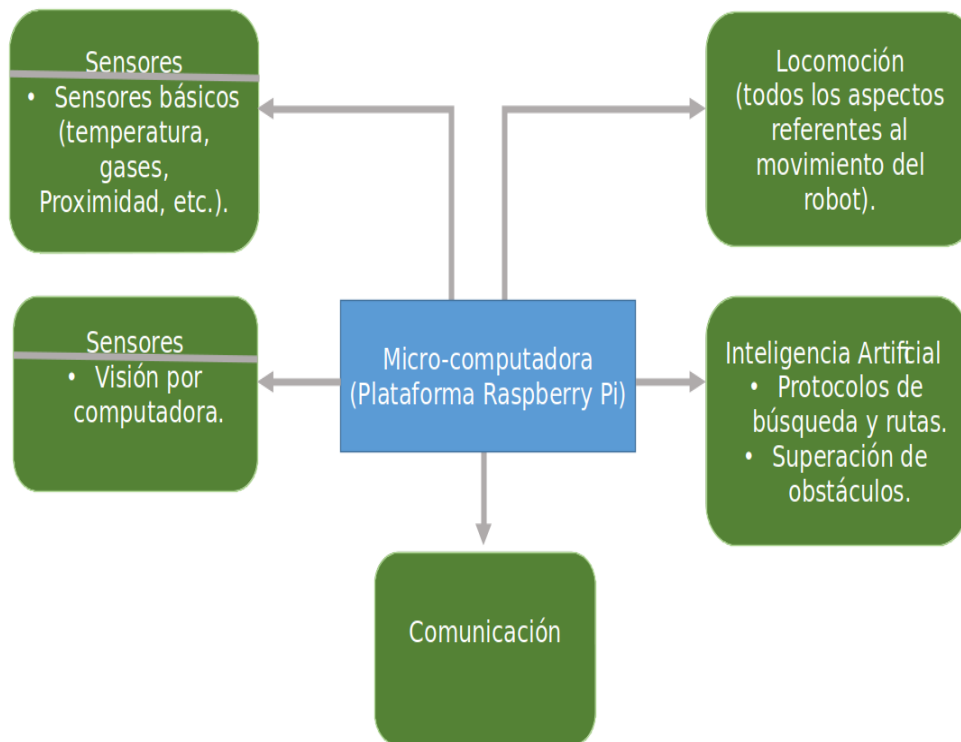 Sensores
• Sensores básicos
(temperatura,
gases,
Proximidad, etc.).
Locomoción
(todos los aspectos
referentes al
movimiento del
robot).
Sensores
• Visión por
computadora.
Micro-computadora
(Plataforma Raspberry Pi)
Inteligencia Artificial
• Protocolos de
búsqueda y rutas.
• Superación de
obstáculos.
Comunicación